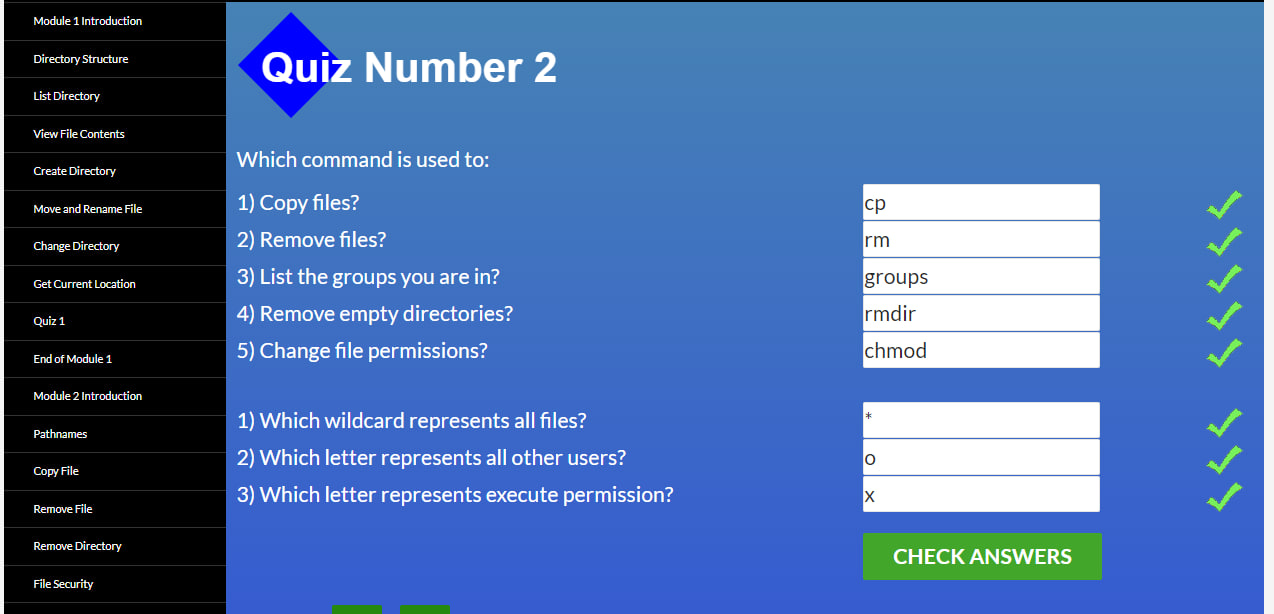 Module 1 Introduction
Directory Structure
List Directory
View File Contents
Create Directory
Move and Rename File
Change Directory
Get Current Location
Quiz 1
End of Module 1
Module 2 Introduction
Pathnames
Copy File
Remove File
Remove Directory
File Security
Quiz Number 2
Which command is used to:
1) Copy files? cp
2) Remove files? rm
3) List the groups you are in? groups
4) Remove empty directories? rmdir
5) Change file permissions? chmod
1) Which wildcard represents all files? *
2) Which letter represents all other users? o
3) Which letter represents execute permission? x
CHECK ANSWERS